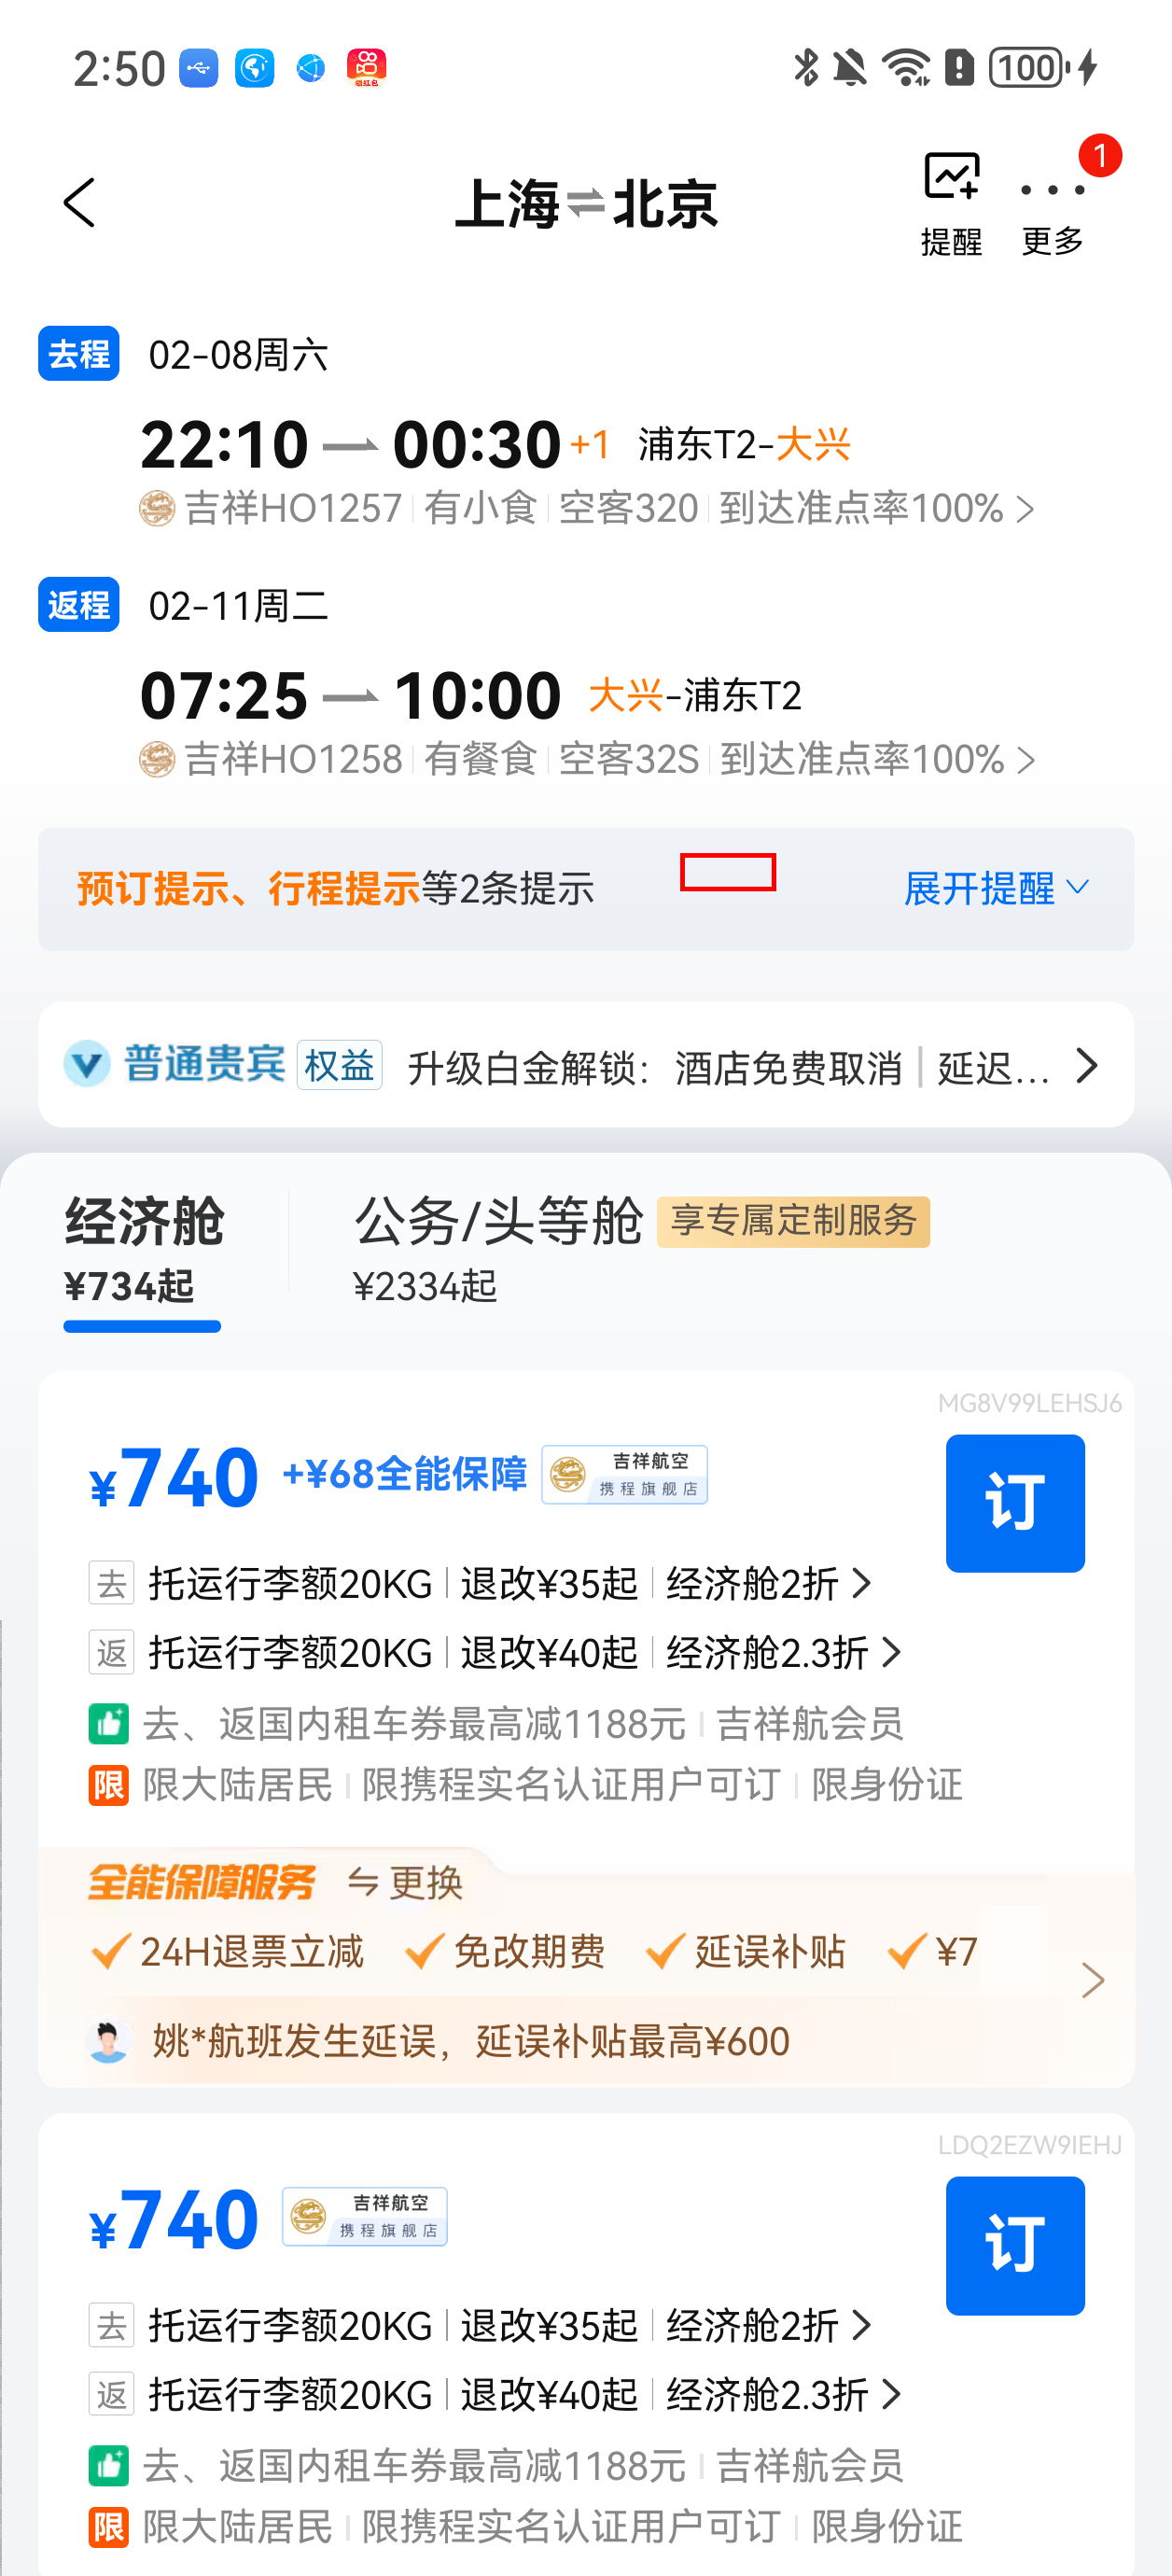 2:50 领红包 100
上海 北京
提醒 更多 1
去程 02-08周六
22:10 00:30 +1 浦东T2-大兴
吉祥HO1257 有小食 空客320 到达准点率100%
返程 02-11周二
07:25 10:00 大兴-浦东T2
吉祥HO1258 有餐食 空客32S 到达准点率100%
预订提示、行程提示等2条提示 展开提醒
普通贵宾 权益 升级白金解锁: 酒店免费取消 | 延迟...
经济舱 公务/头等舱 享专属定制服务
¥734起 ¥2334起
MG8V99LEHSJ6
¥740 +¥68全能保障 吉祥航空 携程旗舰店 订
去 托运行李额20KG 退改¥35起 经济舱2折
返 托运行李额20KG 退改¥40起 经济舱2.3折
去、返国内租车券最高减1188元 吉祥航会员
限 限大陆居民 限携程实名认证用户可订 限身份证
全能保障服务 更换
24H退票立减 免改期费 延误补贴 ¥7
姚*航班发生延误, 延误补贴最高¥600
LDQ2EZW9IEHJ
¥740 吉祥航空 携程旗舰店 订
去 托运行李额20KG 退改¥35起 经济舱2折
返 托运行李额20KG 退改¥40起 经济舱2.3折
去、返国内租车券最高减1188元 吉祥航会员
限 限大陆居民 限携程实名认证用户可订 限身份证